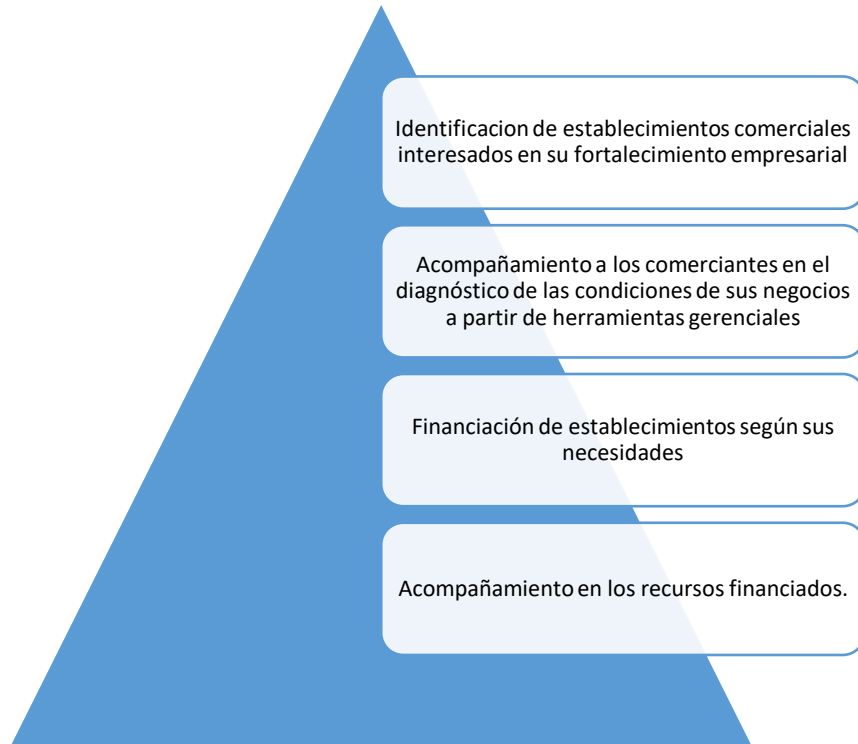 Identificacion de establecimientos comerciales
interesados en su fortalecimiento empresarial
Acompañamiento a los comerciantes en el
diagnóstico de las condiciones de sus negocios
a partir de herramientas gerenciales
Financiación de establecimientos según sus
necesidades
Acompañamiento en los recursos financiados.